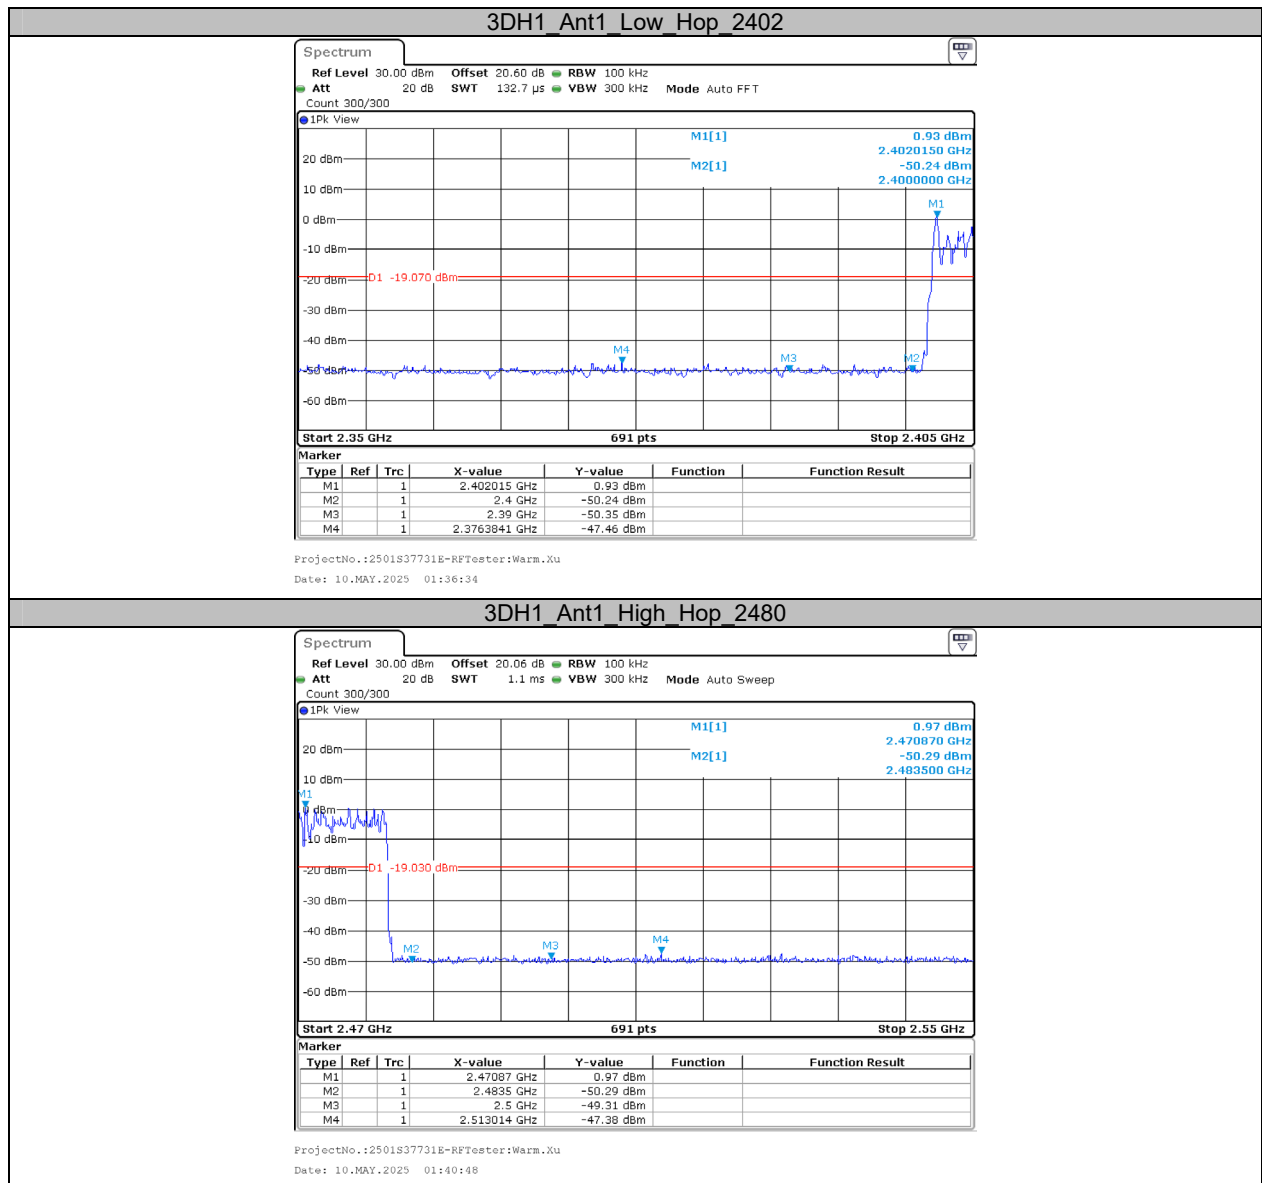 3DH1_Ant1_Low_Hop_2402
Spectrum
Ref Level 30.00 dBm Offset 20.60 dB RBW 100 kHz
Att 20 dB SWT 132.7 µs VBW 300 kHz Mode Auto FFT
Count 300/300
1Pk View
M1[1] 0.93 dBm
2.4020150 GHz
M2[1] -50.24 dBm
2.4000000 GHz
20 dBm
10 dBm
M1
0 dBm
-10 dBm
-20 dBm D1 -19.070 dBm
-30 dBm
-40 dBm
M4 M3 M2
-50 dBm
-60 dBm
Start 2.35 GHz 691 pts Stop 2.405 GHz
Marker
Type Ref Trc X-value Y-value Function Function Result
M1 1 2.402015 GHz 0.93 dBm
M2 1 2.4 GHz -50.24 dBm
M3 1 2.39 GHz -50.35 dBm
M4 1 2.3763841 GHz -47.46 dBm
ProjectNo.:2501S37731E-RFTester:Warm.Xu
Date: 10.MAY.2025 01:36:34
3DH1_Ant1_High_Hop_2480
Spectrum
Ref Level 30.00 dBm Offset 20.06 dB RBW 100 kHz
Att 20 dB SWT 1.1 ms VBW 300 kHz Mode Auto Sweep
Count 300/300
1Pk View
M1[1] 0.97 dBm
2.470870 GHz
M2[1] -50.29 dBm
2.483500 GHz
20 dBm
10 dBm
M1
0 dBm
-10 dBm
-20 dBm D1 -19.030 dBm
-30 dBm
-40 dBm
M2 M3 M4
-50 dBm
-60 dBm
Start 2.47 GHz 691 pts Stop 2.55 GHz
Marker
Type Ref Trc X-value Y-value Function Function Result
M1 1 2.47087 GHz 0.97 dBm
M2 1 2.4835 GHz -50.29 dBm
M3 1 2.5 GHz -49.31 dBm
M4 1 2.513014 GHz -47.38 dBm
ProjectNo.:2501S37731E-RFTester:Warm.Xu
Date: 10.MAY.2025 01:40:48